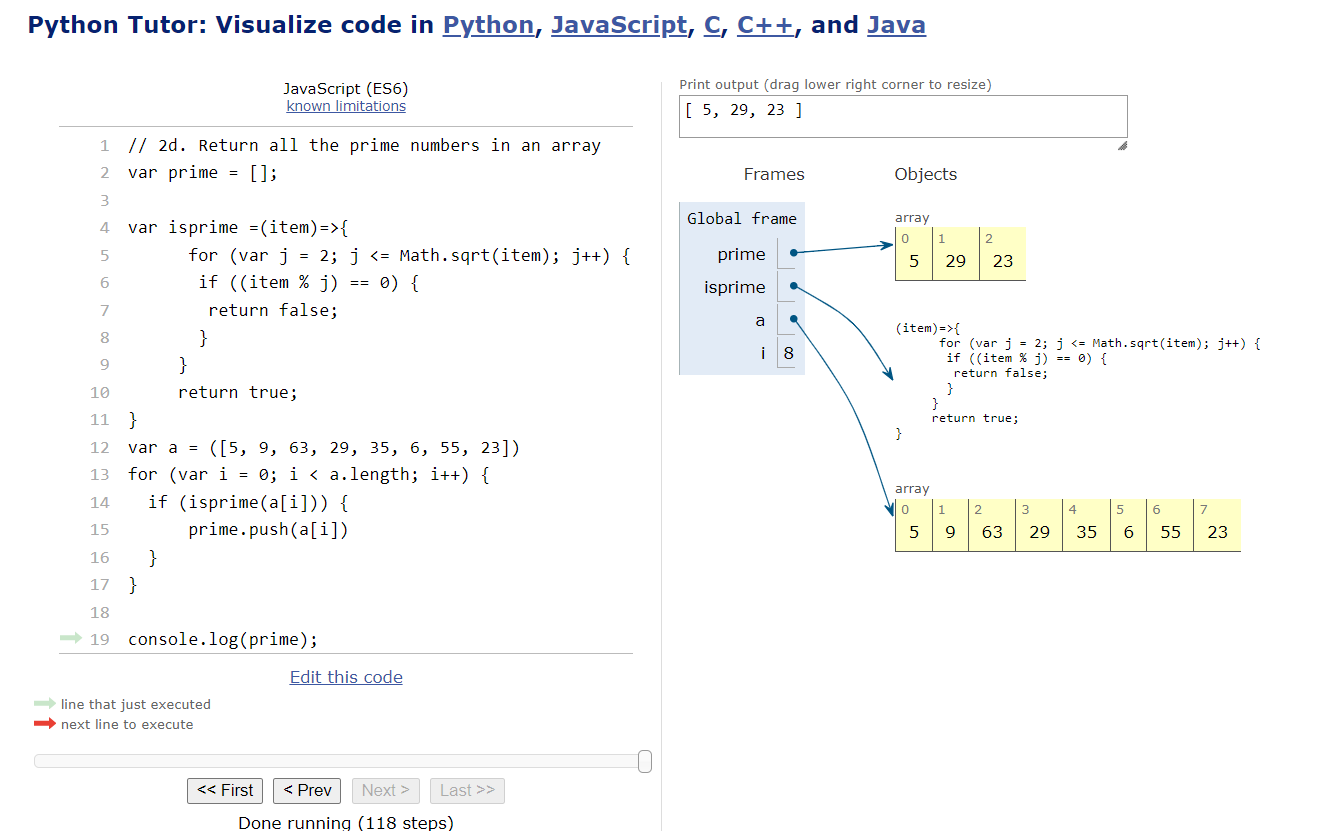 Python Tutor: Visualize code in Python, JavaScript, C, C++, and Java
JavaScript (ES6)
known limitations
1 // 2d. Return all the prime numbers in an array
2 var prime = [];
3
4 var isprime =(item)=>{
5 for (var j = 2; j <= Math.sqrt(item); j++) {
6 if ((item % j) == 0) {
7 return false;
8 }
9 }
10 return true;
11 }
12 var a = ([5, 9, 63, 29, 35, 6, 55, 23])
13 for (var i = 0; i < a.length; i++) {
14 if (isprime(a[i])) {
15 prime.push(a[i])
16 }
17 }
18
19 console.log(prime);
Edit this code
line that just executed
next line to execute
<< First < Prev Next > Last >>
Done running (118 steps)
Print output (drag lower right corner to resize)
[ 5, 29, 23 ]
Frames Objects
Global frame
prime
isprime
a
i 8
array
0 1 2
5 29 23
(item)=>{
for (var j = 2; j <= Math.sqrt(item); j++) {
if ((item % j) == 0) {
return false;
}
}
return true;
}
array
0 1 2 3 4 5 6 7
5 9 63 29 35 6 55 23